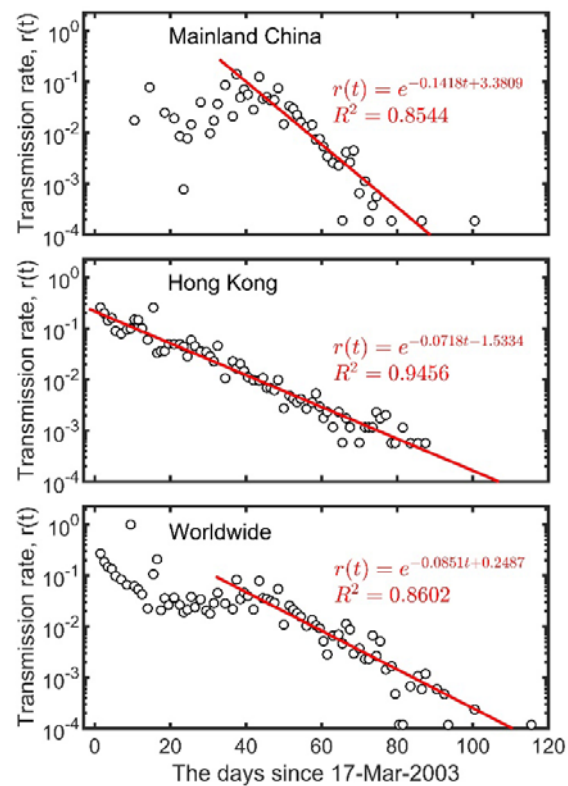 Transmission rate, r(t)
10^0
10^-1
10^-2
10^-3
10^-4
Mainland China
r(t) = e^{-0.1418t+3.3809}
R^2 = 0.8544
Transmission rate, r(t)
10^0
10^-1
10^-2
10^-3
10^-4
Hong Kong
r(t) = e^{-0.0718t-1.5334}
R^2 = 0.9456
Transmission rate, r(t)
10^0
10^-1
10^-2
10^-3
10^-4
Worldwide
r(t) = e^{-0.0851t+0.2487}
R^2 = 0.8602
0 20 40 60 80 100 120
The days since 17-Mar-2003